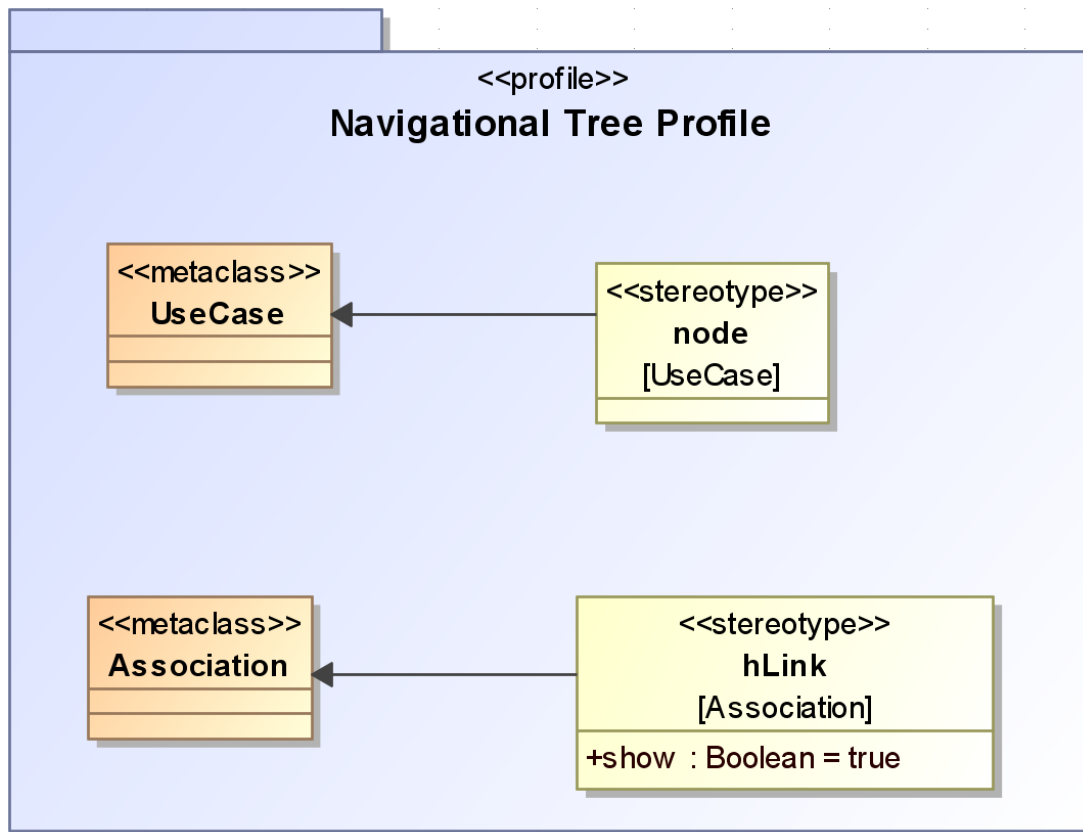 <<profile>>
Navigational Tree Profile
<<metaclass>>
UseCase
<<stereotype>>
node
[UseCase]
<<metaclass>>
Association
<<stereotype>>
hLink
[Association]
+show : Boolean = true